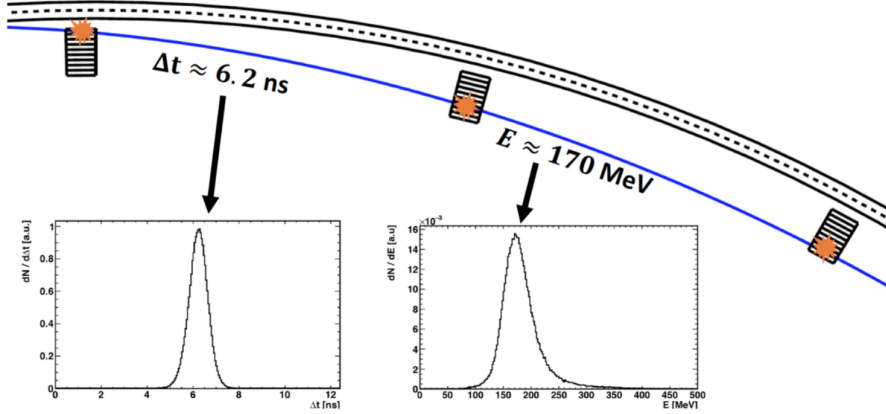 Δt ≈ 6.2 ns
E ≈ 170 MeV
dN / dΔt [a.u.]
1
0.8
0.6
0.4
0.2
0
0 2 4 6 8 10 12
Δt [ns]
×10⁻³
dN / dE [a.u]
16
14
12
10
8
6
4
2
0
0 50 100 150 200 250 300 350 400 450 500
E [MeV]